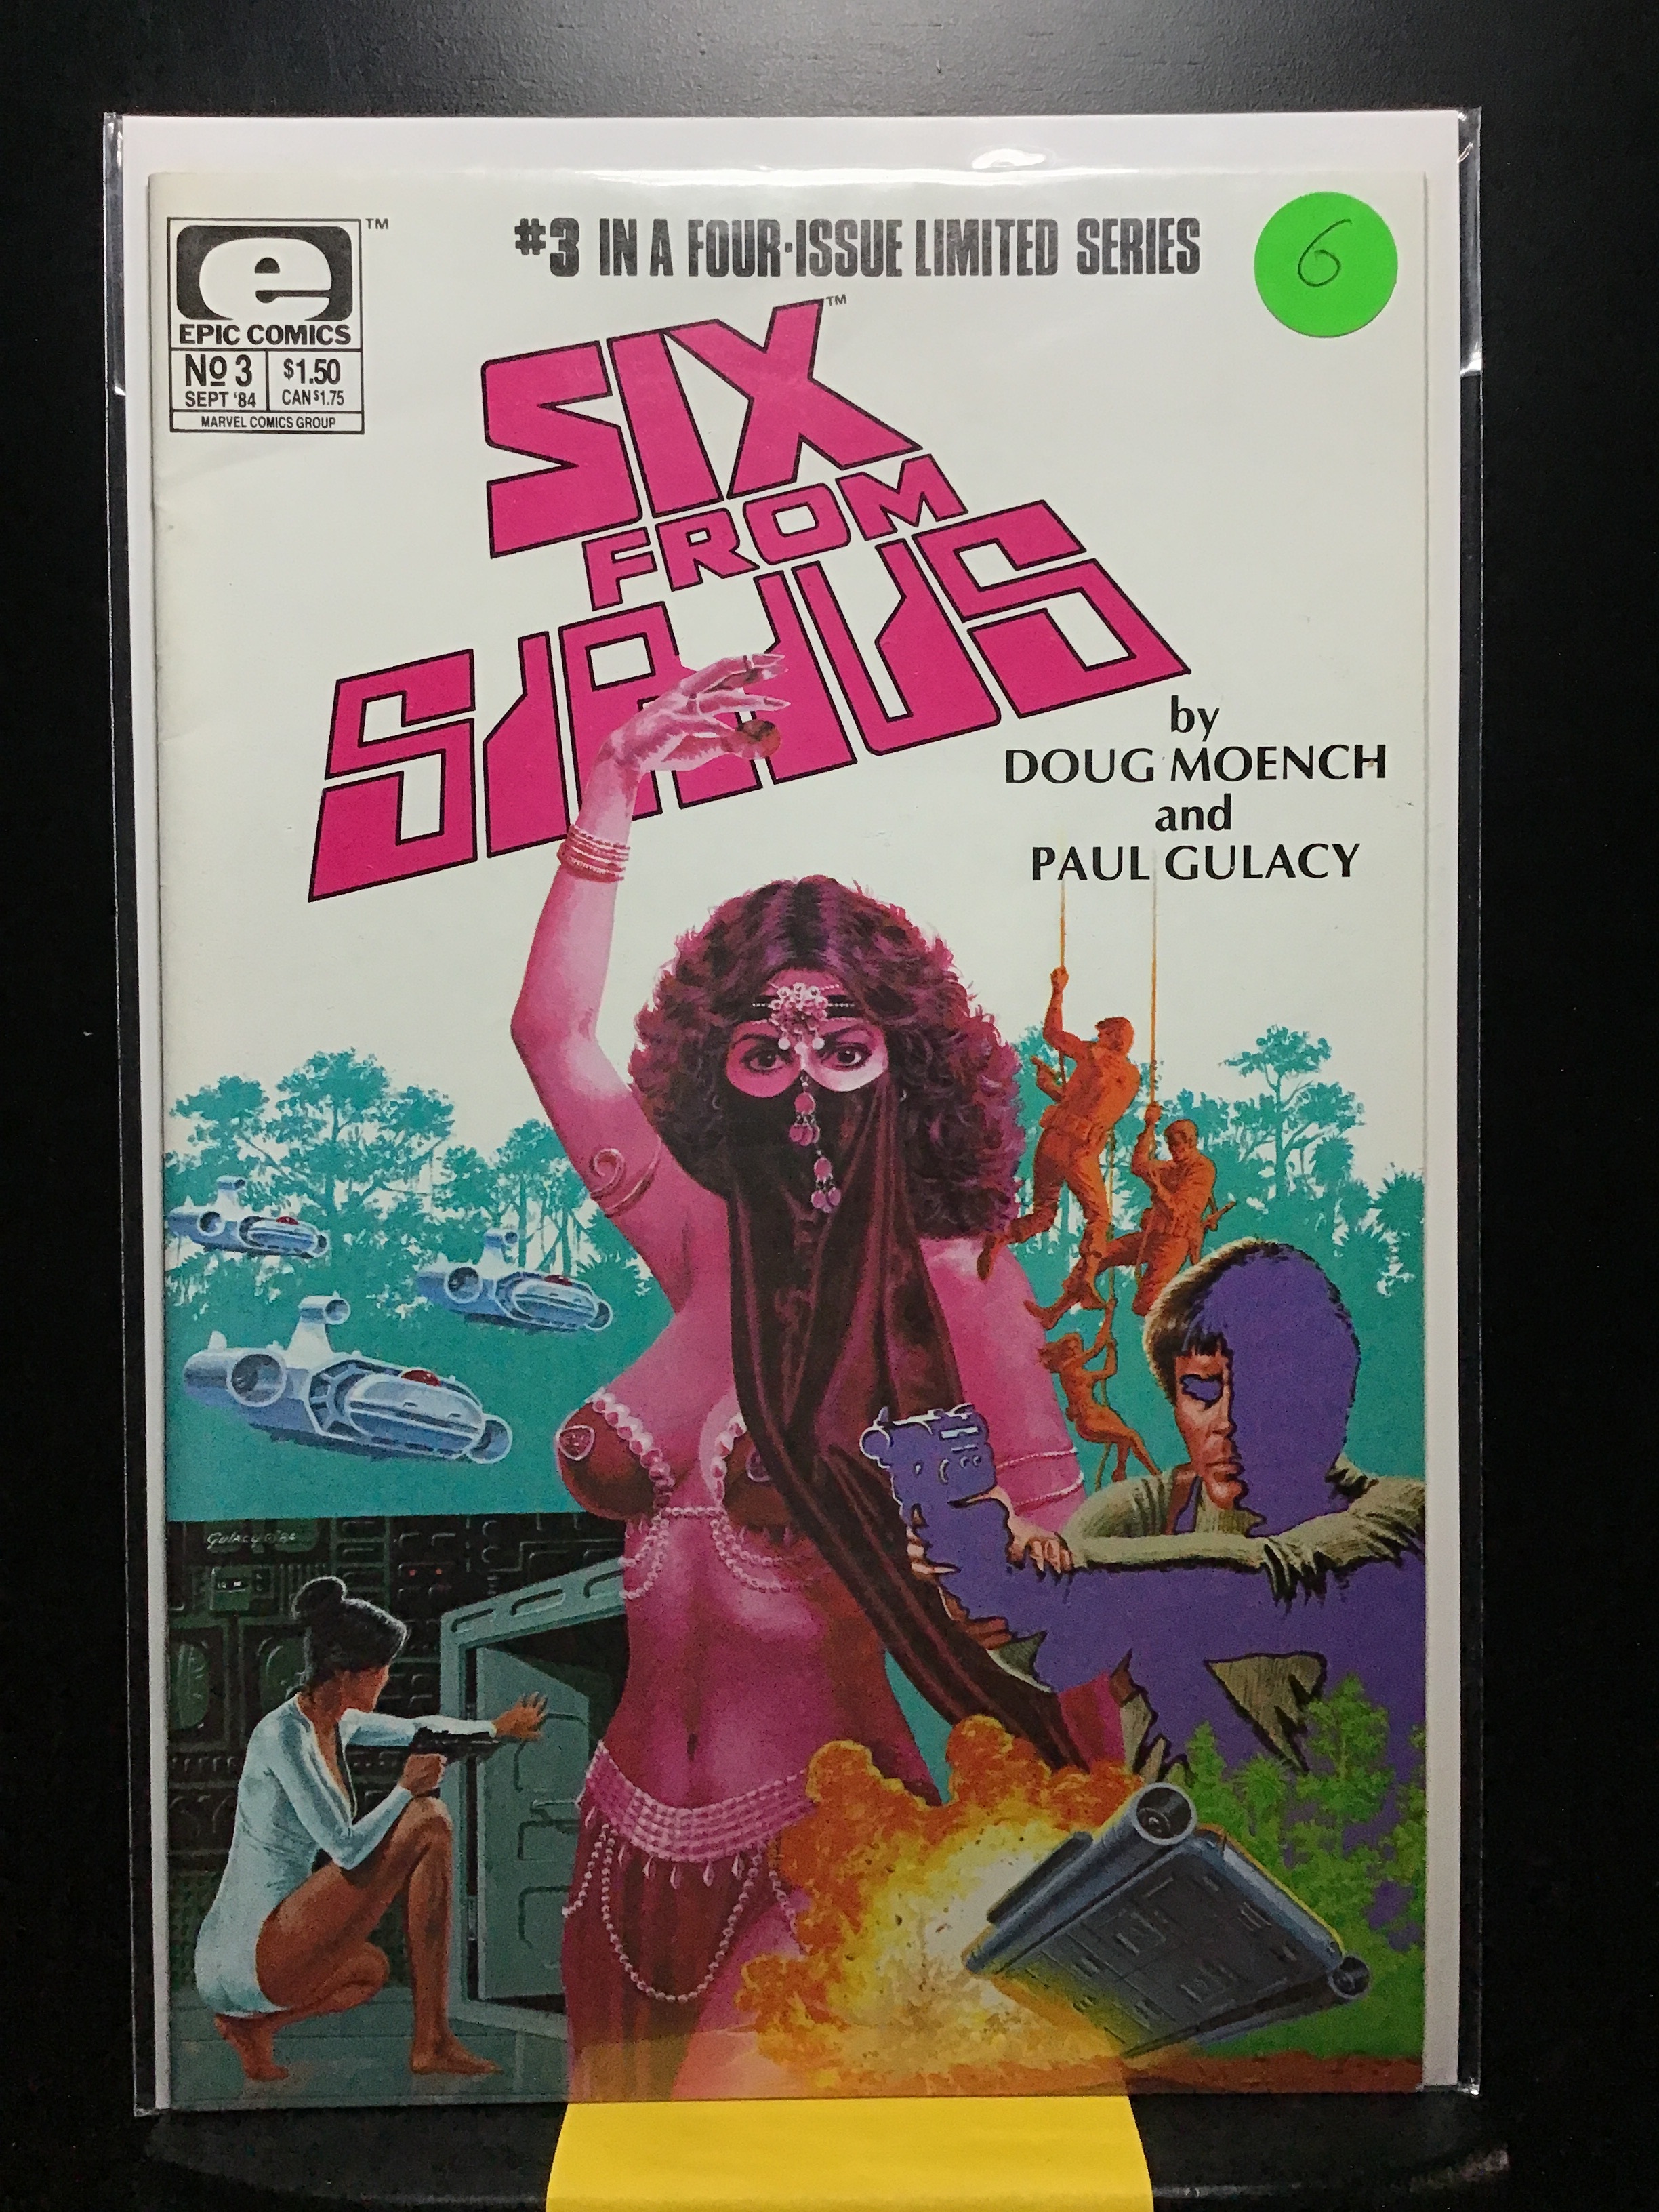 e
TM
EPIC COMICS
No 3
$1.50
SEPT '84
CAN$1.75
MARVEL COMICS GROUP
#3 IN A FOUR-ISSUE LIMITED SERIES
6
SIX
TM
FROM
SIRIUS
by
DOUG MOENCH
and
PAUL GULACY
Gulacy © 84